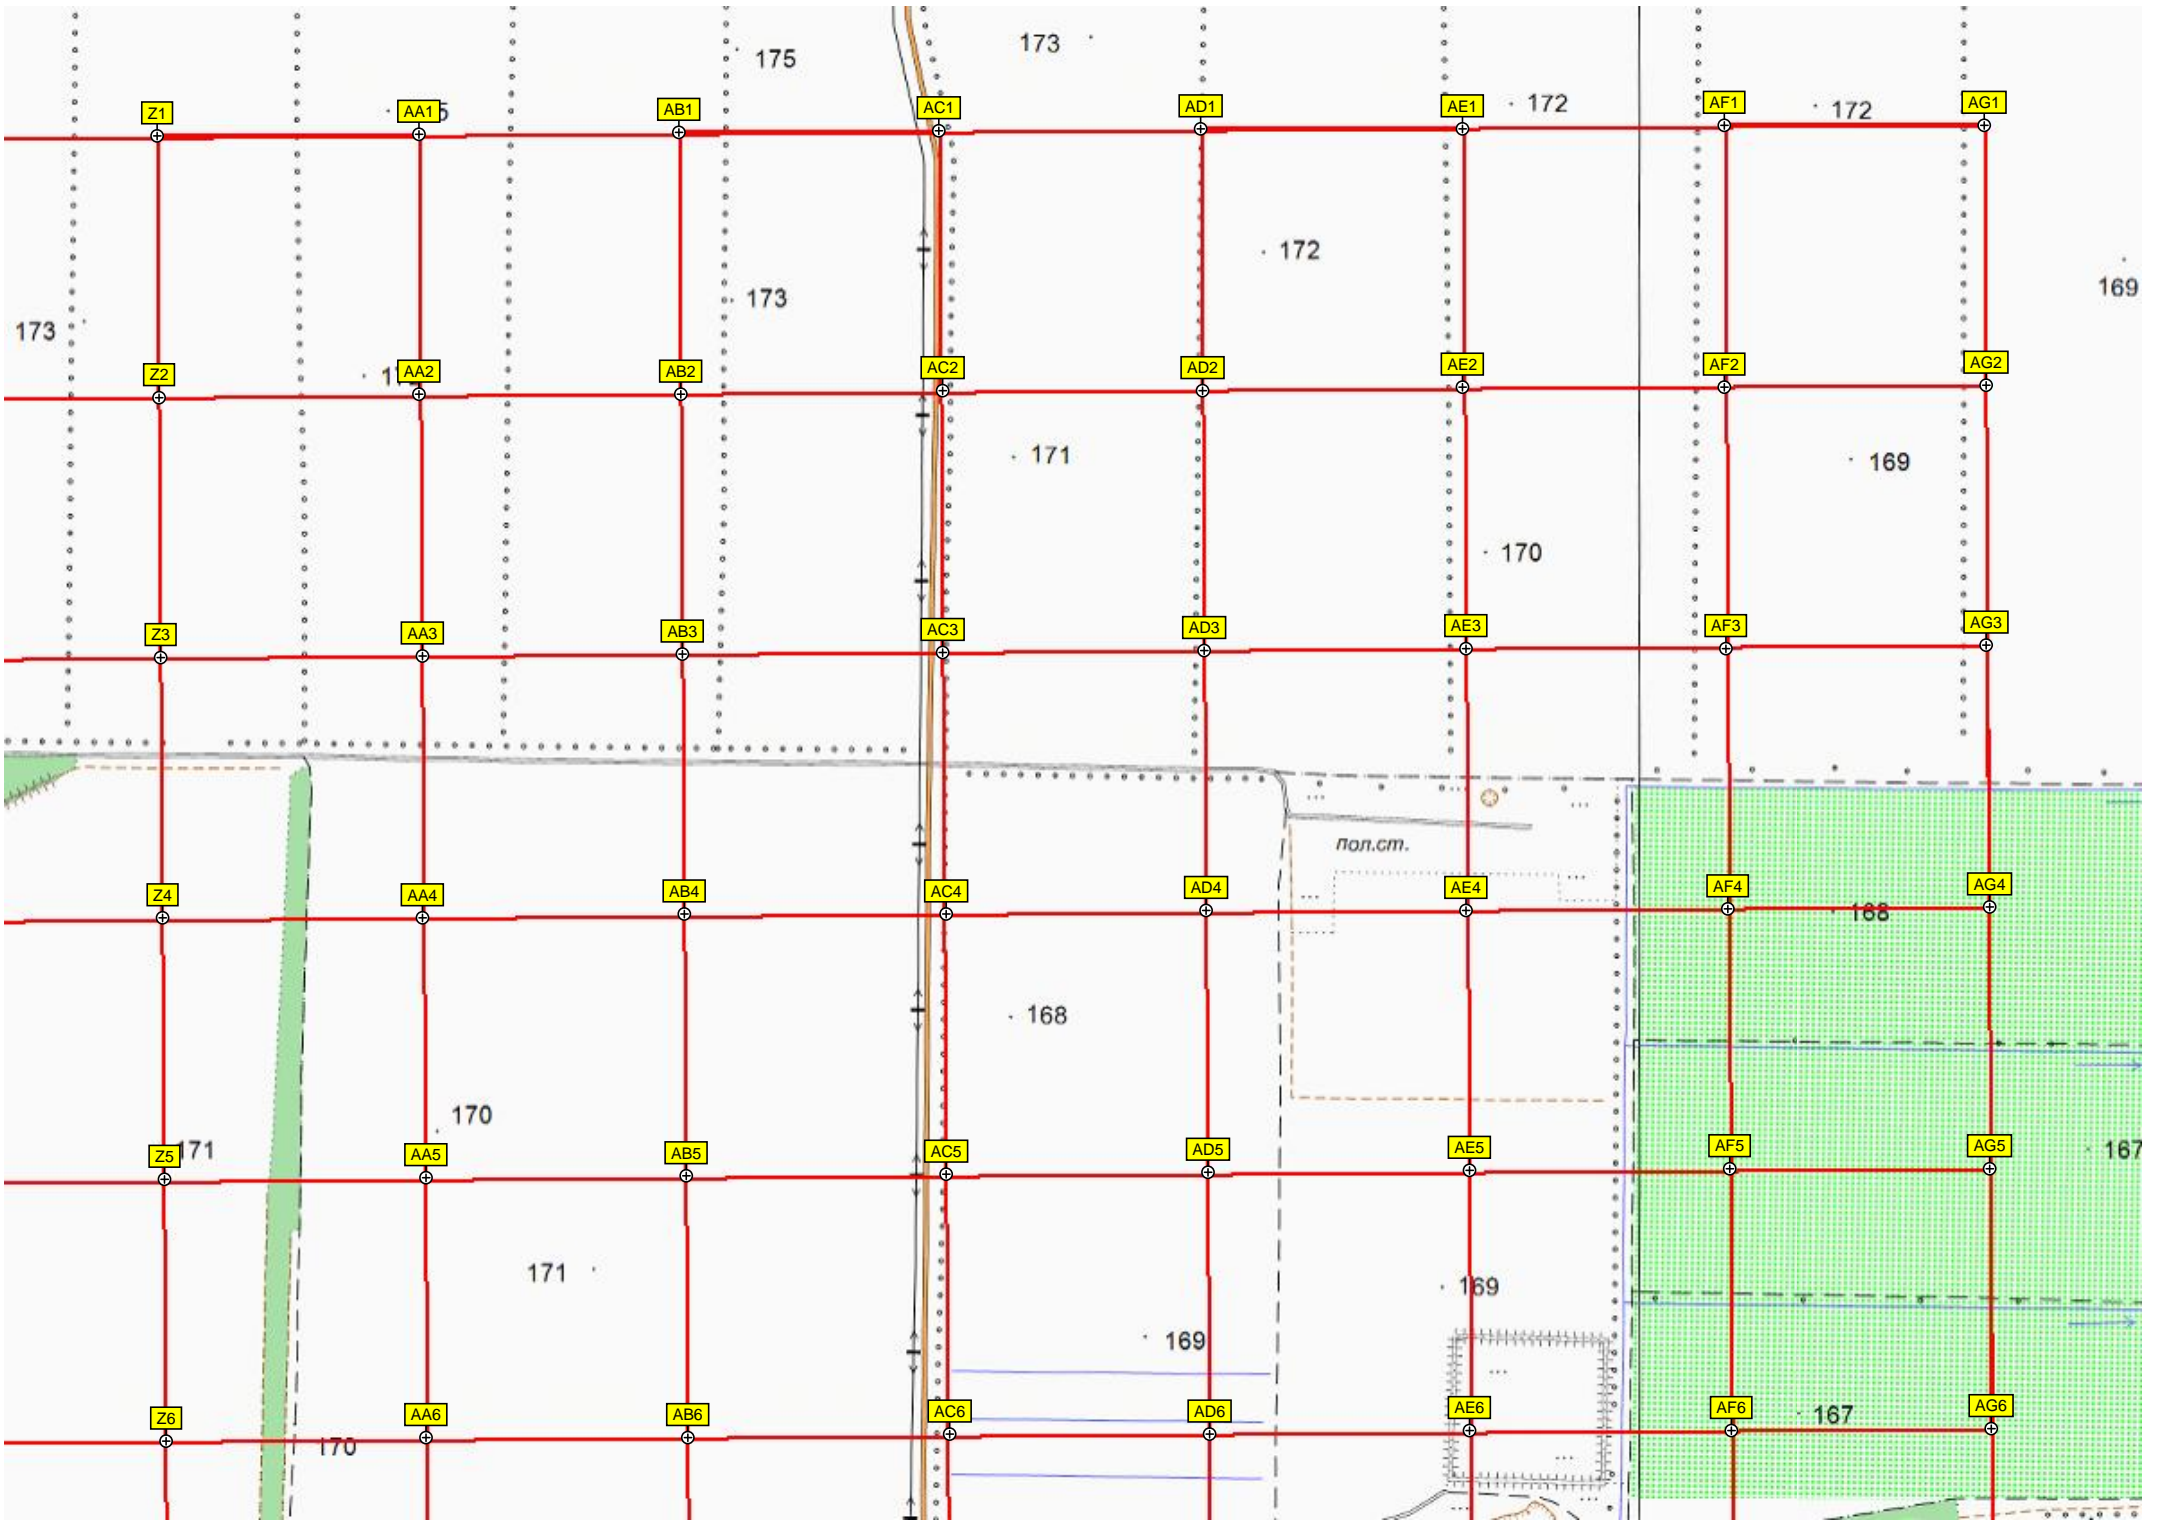 173
175
Z1
AA1
5
AB1
AC1
AD1
AE1
172
AF1
172
AG1
172
169
173
173
Z2
AA2
AB2
AC2
AD2
AE2
AF2
AG2
171
169
170
Z3
AA3
AB3
AC3
AD3
AE3
AF3
AG3
пол.ст.
Z4
AA4
AB4
AC4
AD4
AE4
AF4
AG4
168
168
170
171
167
Z5
AA5
AB5
AC5
AD5
AE5
AF5
AG5
171
169
169
Z6
AA6
AB6
AC6
AD6
AE6
AF6
167
AG6
170